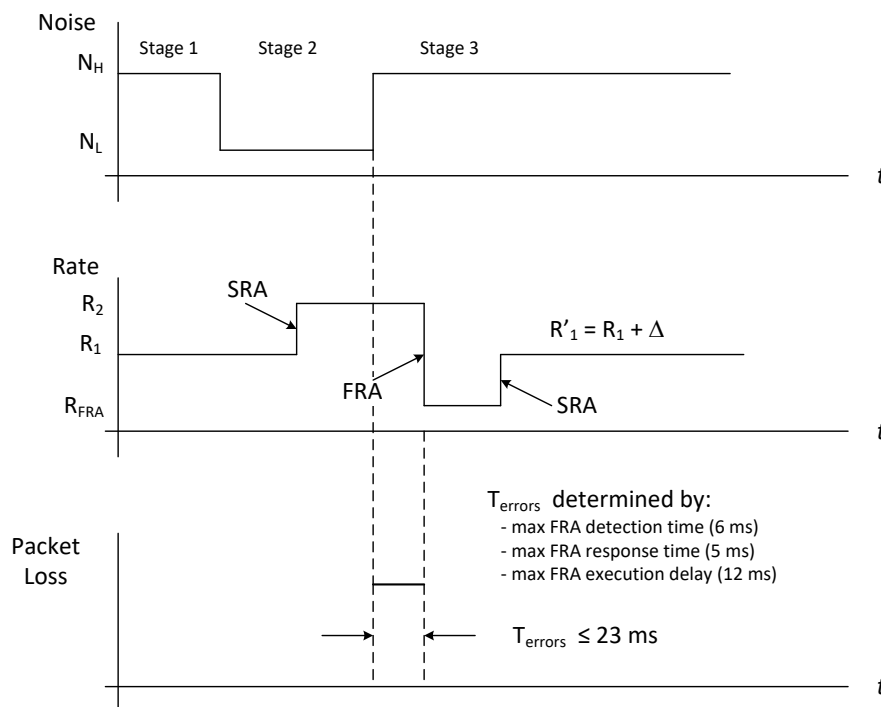 Noise
Stage 1
Stage 2
Stage 3
N_H
N_L
t
Rate
SRA
R_2
R'_1 = R_1 + Δ
R_1
FRA
SRA
R_FRA
t
T_errors determined by:
- max FRA detection time (6 ms)
- max FRA response time (5 ms)
- max FRA execution delay (12 ms)
Packet
Loss
T_errors ≤ 23 ms
t